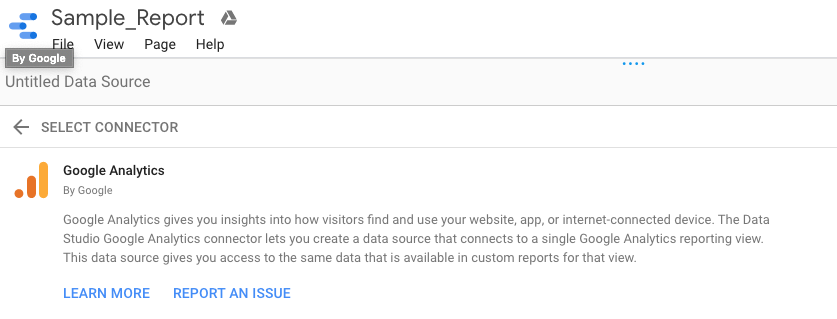 Sample_Report
File View Page Help
By Google
Untitled Data Source
SELECT CONNECTOR
Google Analytics
By Google
Google Analytics gives you insights into how visitors find and use your website, app, or internet-connected device. The Data
Studio Google Analytics connector lets you create a data source that connects to a single Google Analytics reporting view.
This data source gives you access to the same data that is available in custom reports for that view.
LEARN MORE REPORT AN ISSUE